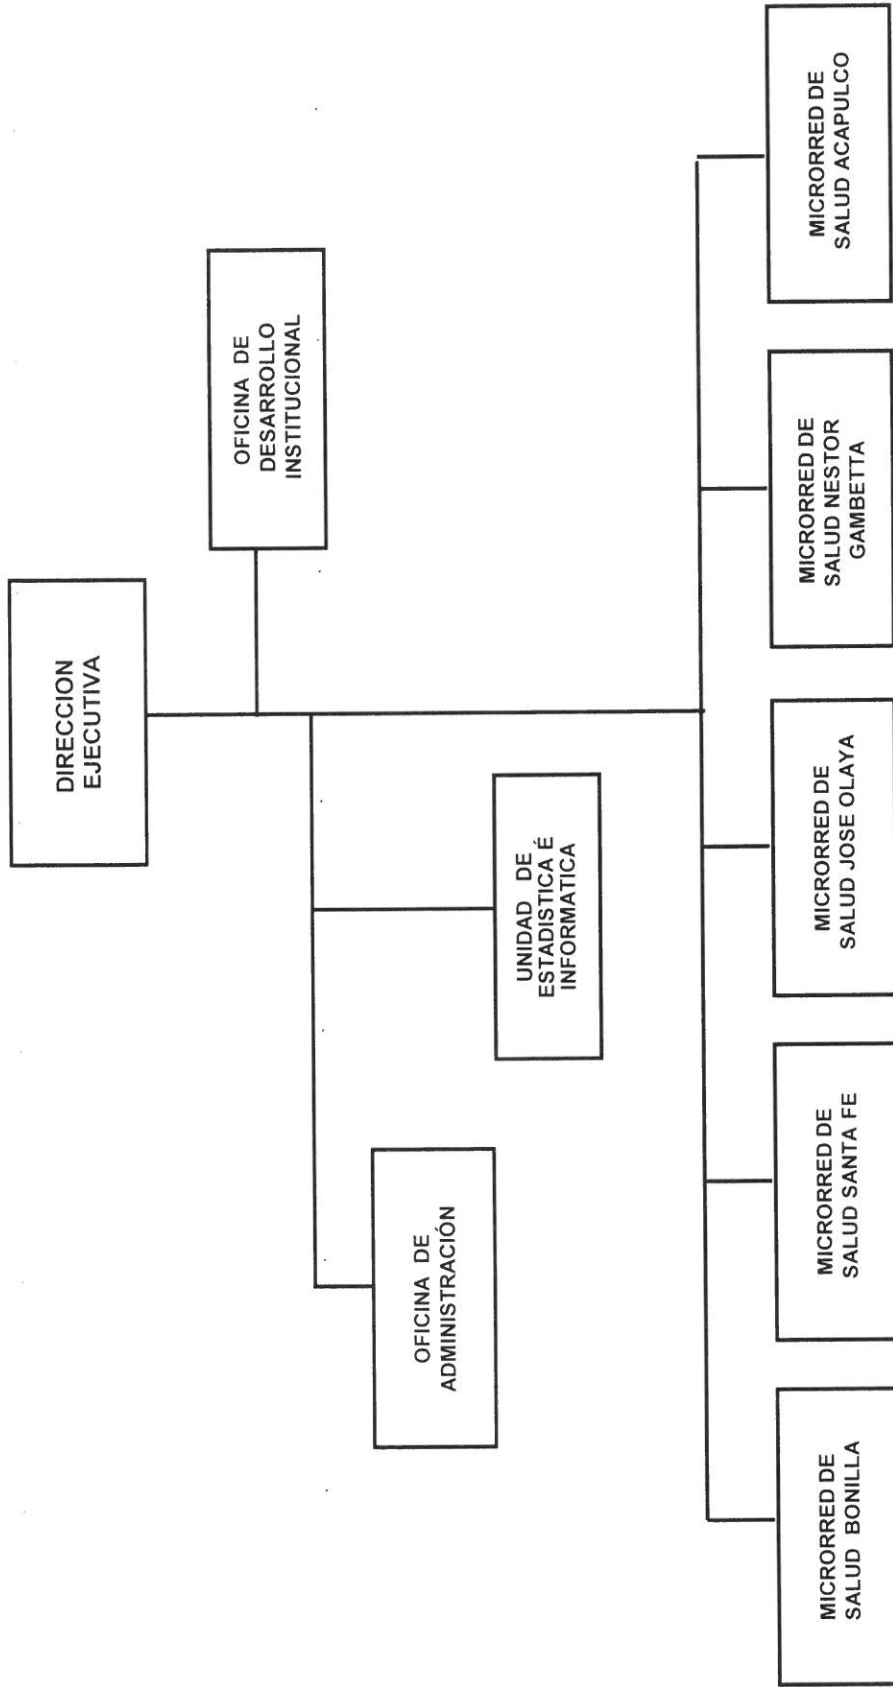 DIRECCION
EJECUTIVA
OFICINA DE
DESARROLLO
INSTITUCIONAL
OFICINA DE
ADMINISTRACIÓN
UNIDAD DE
ESTADISTICA É
INFORMATICA
MICRORRED DE
SALUD BONILLA
MICRORRED DE
SALUD SANTA FE
MICRORRED DE
SALUD JOSE OLAYA
MICRORRED DE
SALUD NESTOR
GAMBETTA
MICRORRED DE
SALUD ACAPULCO